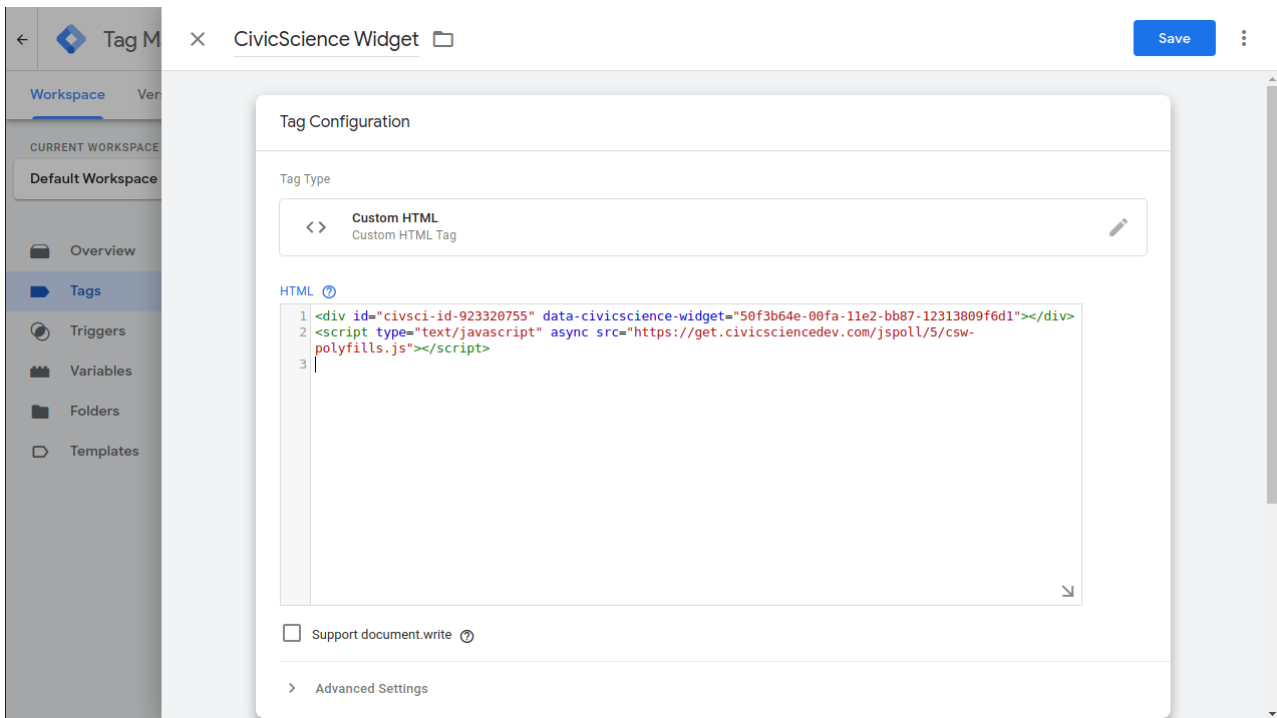 Tag M
CivicScience Widget
Save
Workspace
Ver
CURRENT WORKSPACE
Default Workspace
Overview
Tags
Triggers
Variables
Folders
Templates
Tag Configuration
Tag Type
Custom HTML
Custom HTML Tag
HTML
1 <div id="civsci-id-923320755" data-civicscience-widget="50f3b64e-00fa-11e2-bb87-12313809f6d1"></div>
2 <script type="text/javascript" async src="https://get.civicsciencedev.com/jspoll/5/csw-
polyfills.js"></script>
3
Support document.write
Advanced Settings